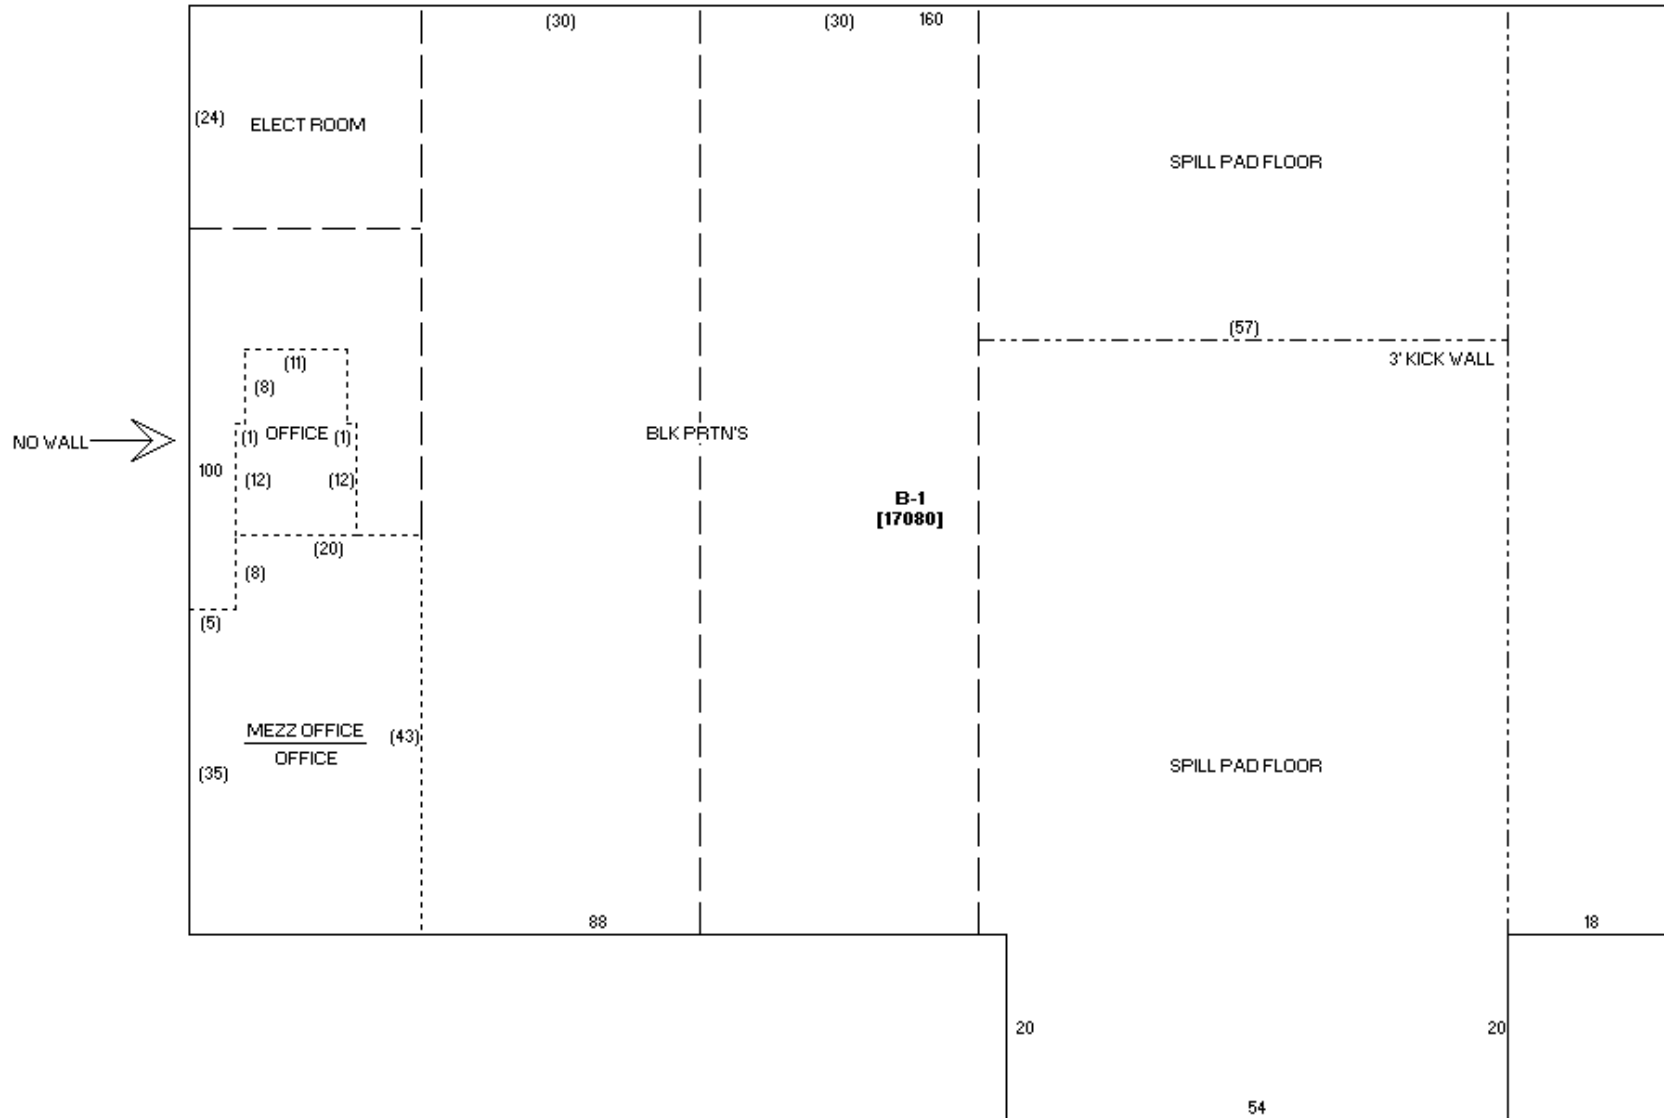 (30)
(30)
160
(24)
ELECT ROOM
SPILL PAD FLOOR
(57)
3' KICK WALL
(11)
(8)
NO WALL
(1)
OFFICE
(1)
BLK PRTN'S
100
(12)
(12)
B-1
[17080]
(20)
(8)
(5)
MEZZ OFFICE
OFFICE
(43)
(35)
SPILL PAD FLOOR
88
18
20
20
54